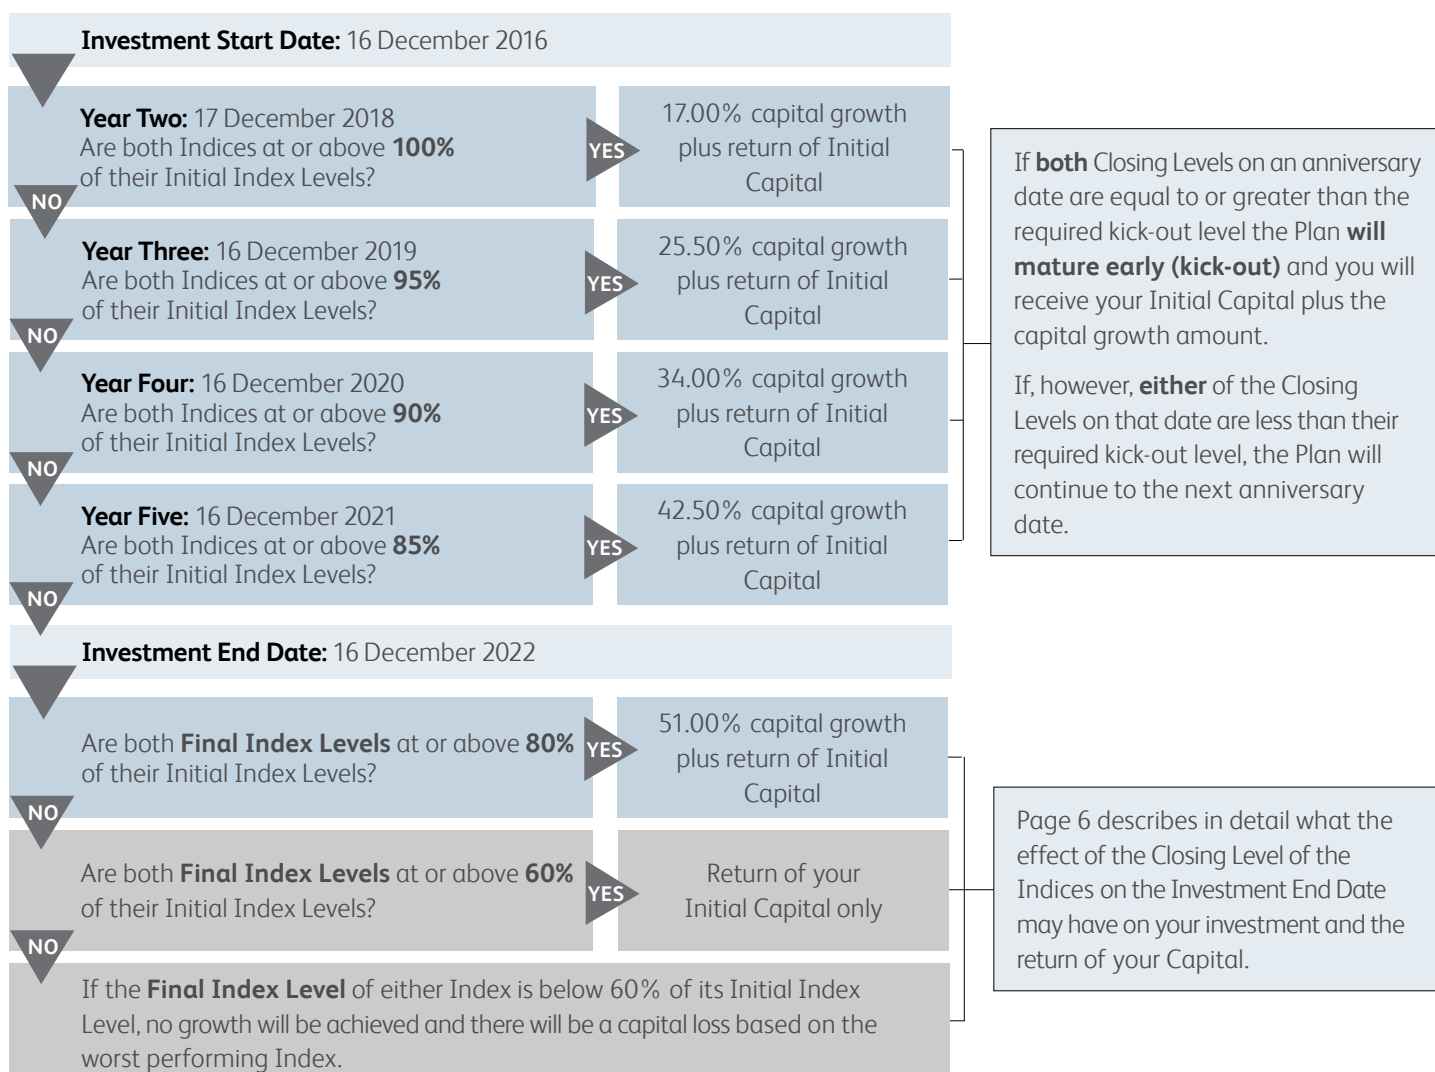 Investment Start Date: 16 December 2016
Year Two: 17 December 2018
Are both Indices at or above 100%
of their Initial Index Levels?
YES
17.00% capital growth
plus return of Initial
Capital
NO
Year Three: 16 December 2019
Are both Indices at or above 95%
of their Initial Index Levels?
YES
25.50% capital growth
plus return of Initial
Capital
NO
Year Four: 16 December 2020
Are both Indices at or above 90%
of their Initial Index Levels?
YES
34.00% capital growth
plus return of Initial
Capital
NO
Year Five: 16 December 2021
Are both Indices at or above 85%
of their Initial Index Levels?
YES
42.50% capital growth
plus return of Initial
Capital
NO
If both Closing Levels on an anniversary
date are equal to or greater than the
required kick-out level the Plan will
mature early (kick-out) and you will
receive your Initial Capital plus the
capital growth amount.
If, however, either of the Closing
Levels on that date are less than their
required kick-out level, the Plan will
continue to the next anniversary
date.
Investment End Date: 16 December 2022
Are both Final Index Levels at or above 80%
of their Initial Index Levels?
YES
51.00% capital growth
plus return of Initial
Capital
NO
Are both Final Index Levels at or above 60%
of their Initial Index Levels?
YES
Return of your
Initial Capital only
NO
If the Final Index Level of either Index is below 60% of its Initial Index
Level, no growth will be achieved and there will be a capital loss based on the
worst performing Index.
Page 6 describes in detail what the
effect of the Closing Level of the
Indices on the Investment End Date
may have on your investment and the
return of your Capital.